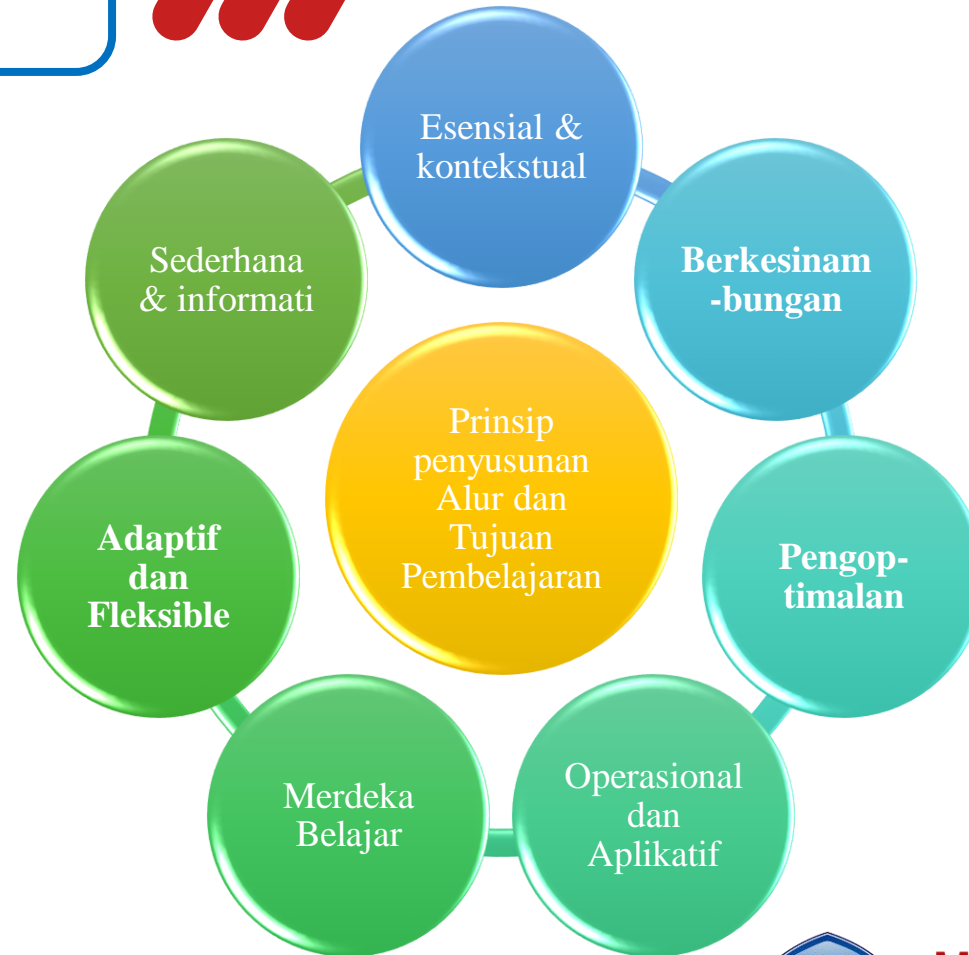 Esensial &
kontekstual
Berkesinam
-bungan
Pengop-
timalan
Operasional
dan
Aplikatif
Merdeka
Belajar
Adaptif
dan
Fleksible
Sederhana
& informati
Prinsip
penyusunan
Alur dan
Tujuan
Pembelajaran